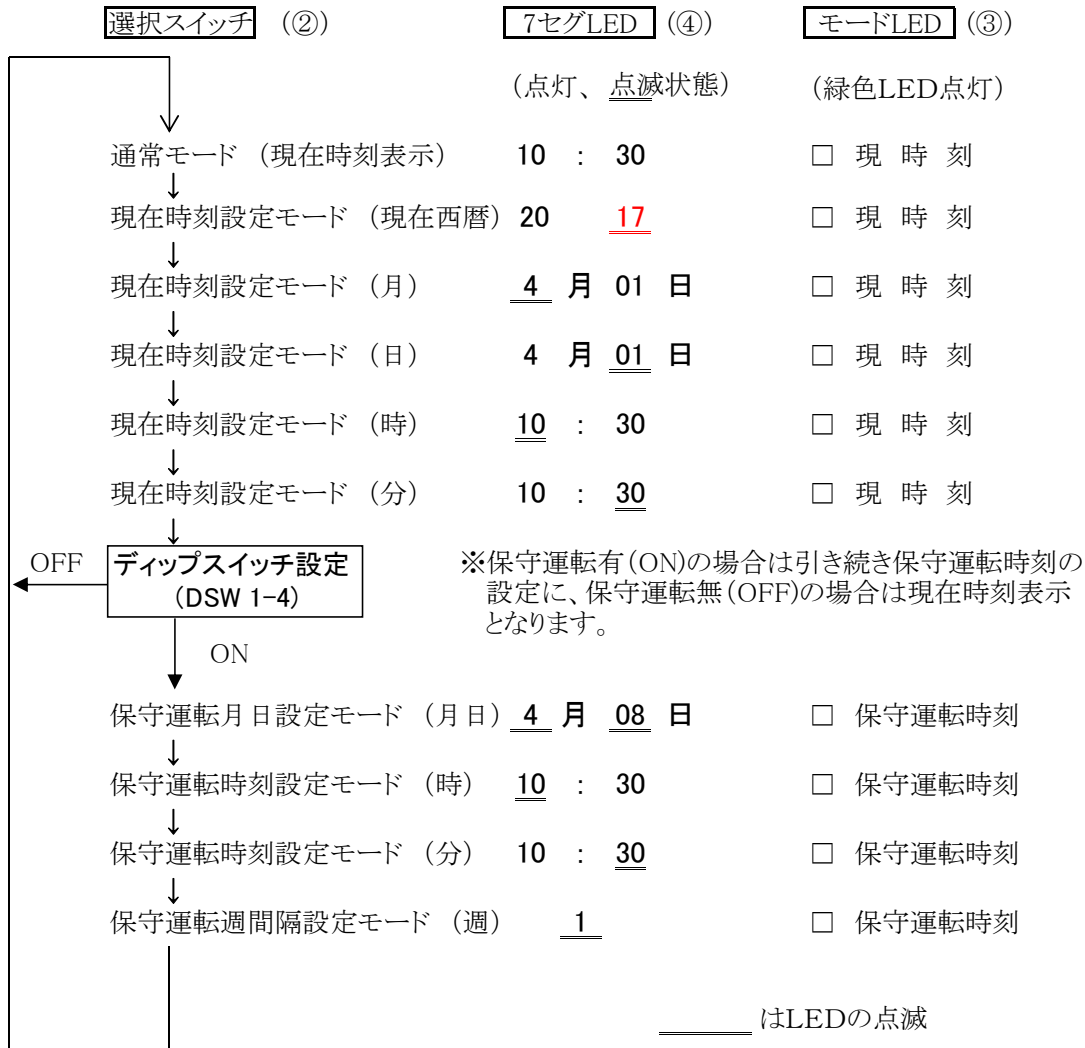 選択スイッチ (②) 7セグLED (④) モードLED (③)
(点灯、点滅状態) (緑色LED点灯)
通常モード (現在時刻表示) 10 : 30 □ 現 時 刻
現在時刻設定モード (現在西暦) 20 17 □ 現 時 刻
現在時刻設定モード (月) 4 月 01 日 □ 現 時 刻
現在時刻設定モード (日) 4 月 01 日 □ 現 時 刻
現在時刻設定モード (時) 10 : 30 □ 現 時 刻
現在時刻設定モード (分) 10 : 30 □ 現 時 刻
OFF ディップスイッチ設定
(DSW 1-4)
※保守運転有(ON)の場合は引き続き保守運転時刻の
設定に、保守運転無(OFF)の場合は現在時刻表示
となります。
ON
保守運転月日設定モード (月日) 4 月 08 日 □ 保守運転時刻
保守運転時刻設定モード (時) 10 : 30 □ 保守運転時刻
保守運転時刻設定モード (分) 10 : 30 □ 保守運転時刻
保守運転週間隔設定モード (週) 1 □ 保守運転時刻
はLEDの点滅